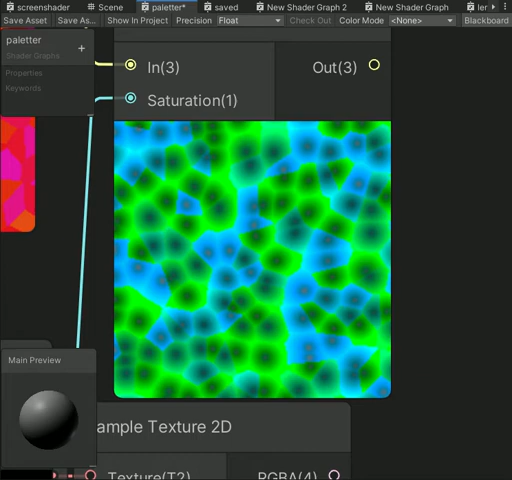 screenshader
Scene
paletter*
saved
New Shader Graph 2
New Shader Graph
Save Asset
Save As...
Show In Project
Precision
Float
Check Out
Color Mode
<None>
Blackboard
paletter
Shader Graphs
+
Properties
Keywords
In(3)
Out(3)
Saturation(1)
Main Preview
ample Texture 2D
Texture(T2)
RGBA(4)